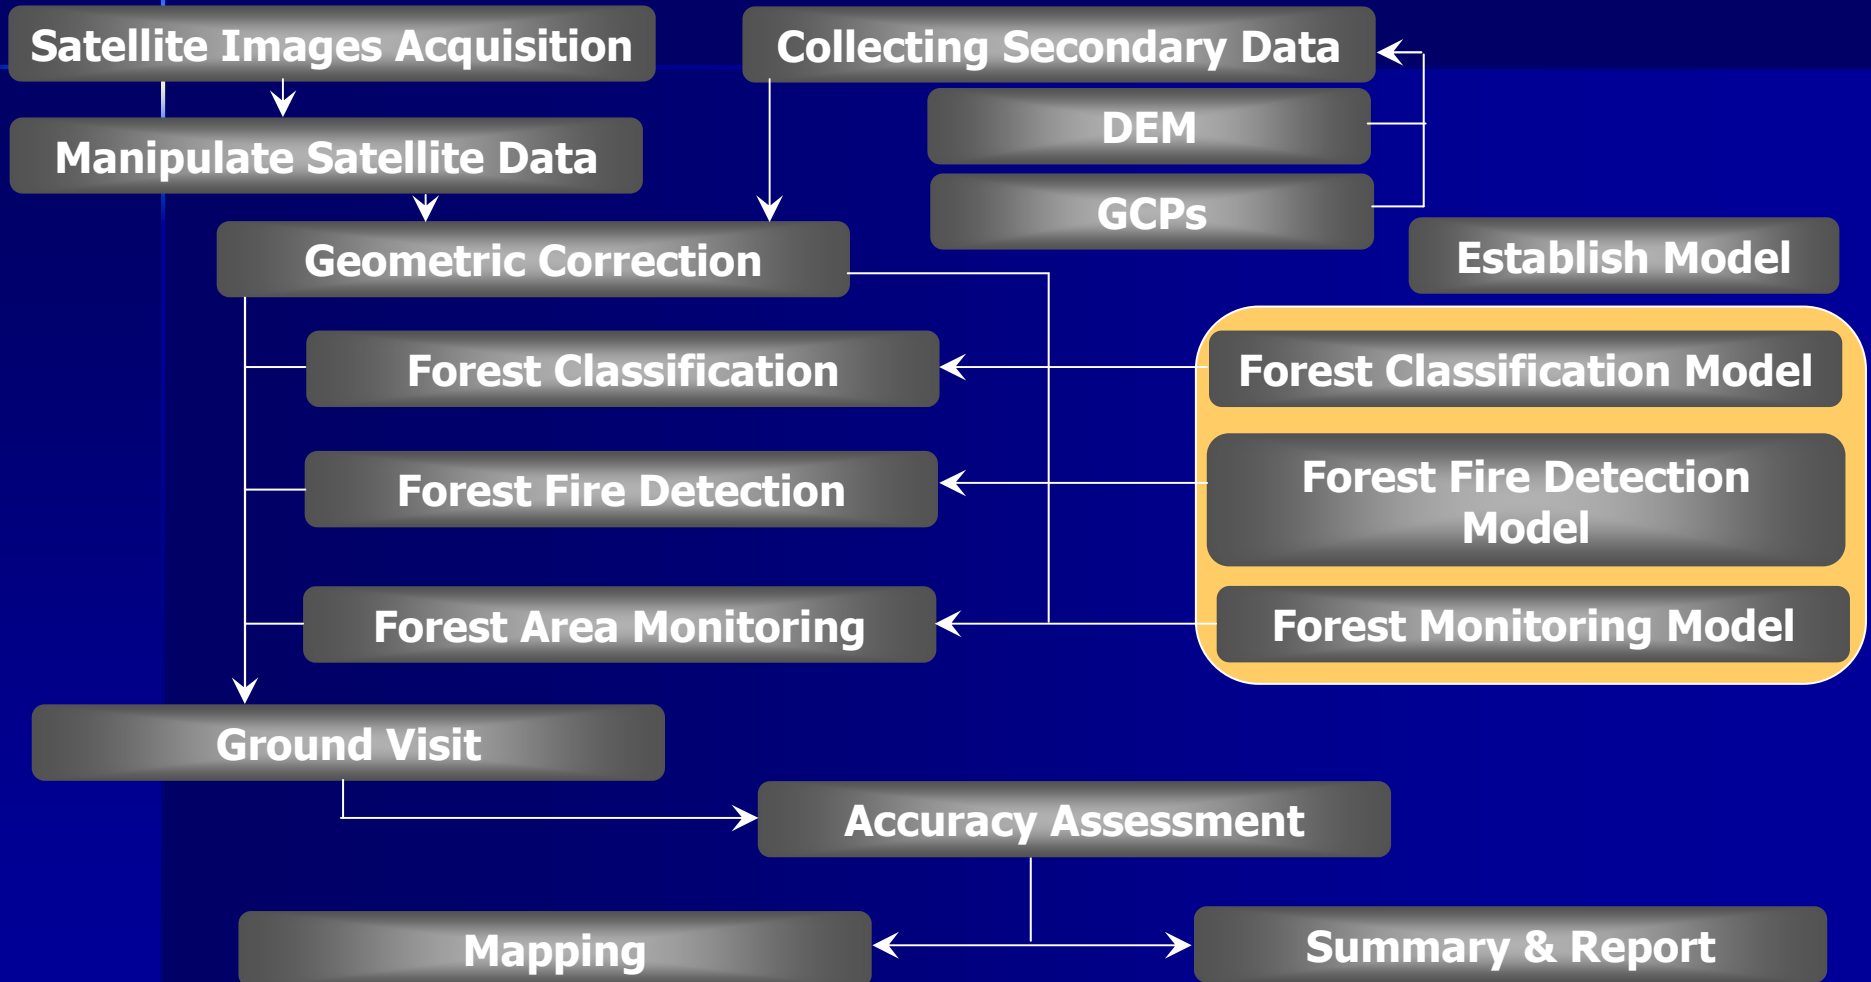 Satellite Images Acquisition
Collecting Secondary Data
DEM
Manipulate Satellite Data
GCPs
Geometric Correction
Establish Model
Forest Classification
Forest Classification Model
Forest Fire Detection
Forest Fire Detection
Model
Forest Area Monitoring
Forest Monitoring Model
Ground Visit
Accuracy Assessment
Mapping
Summary & Report